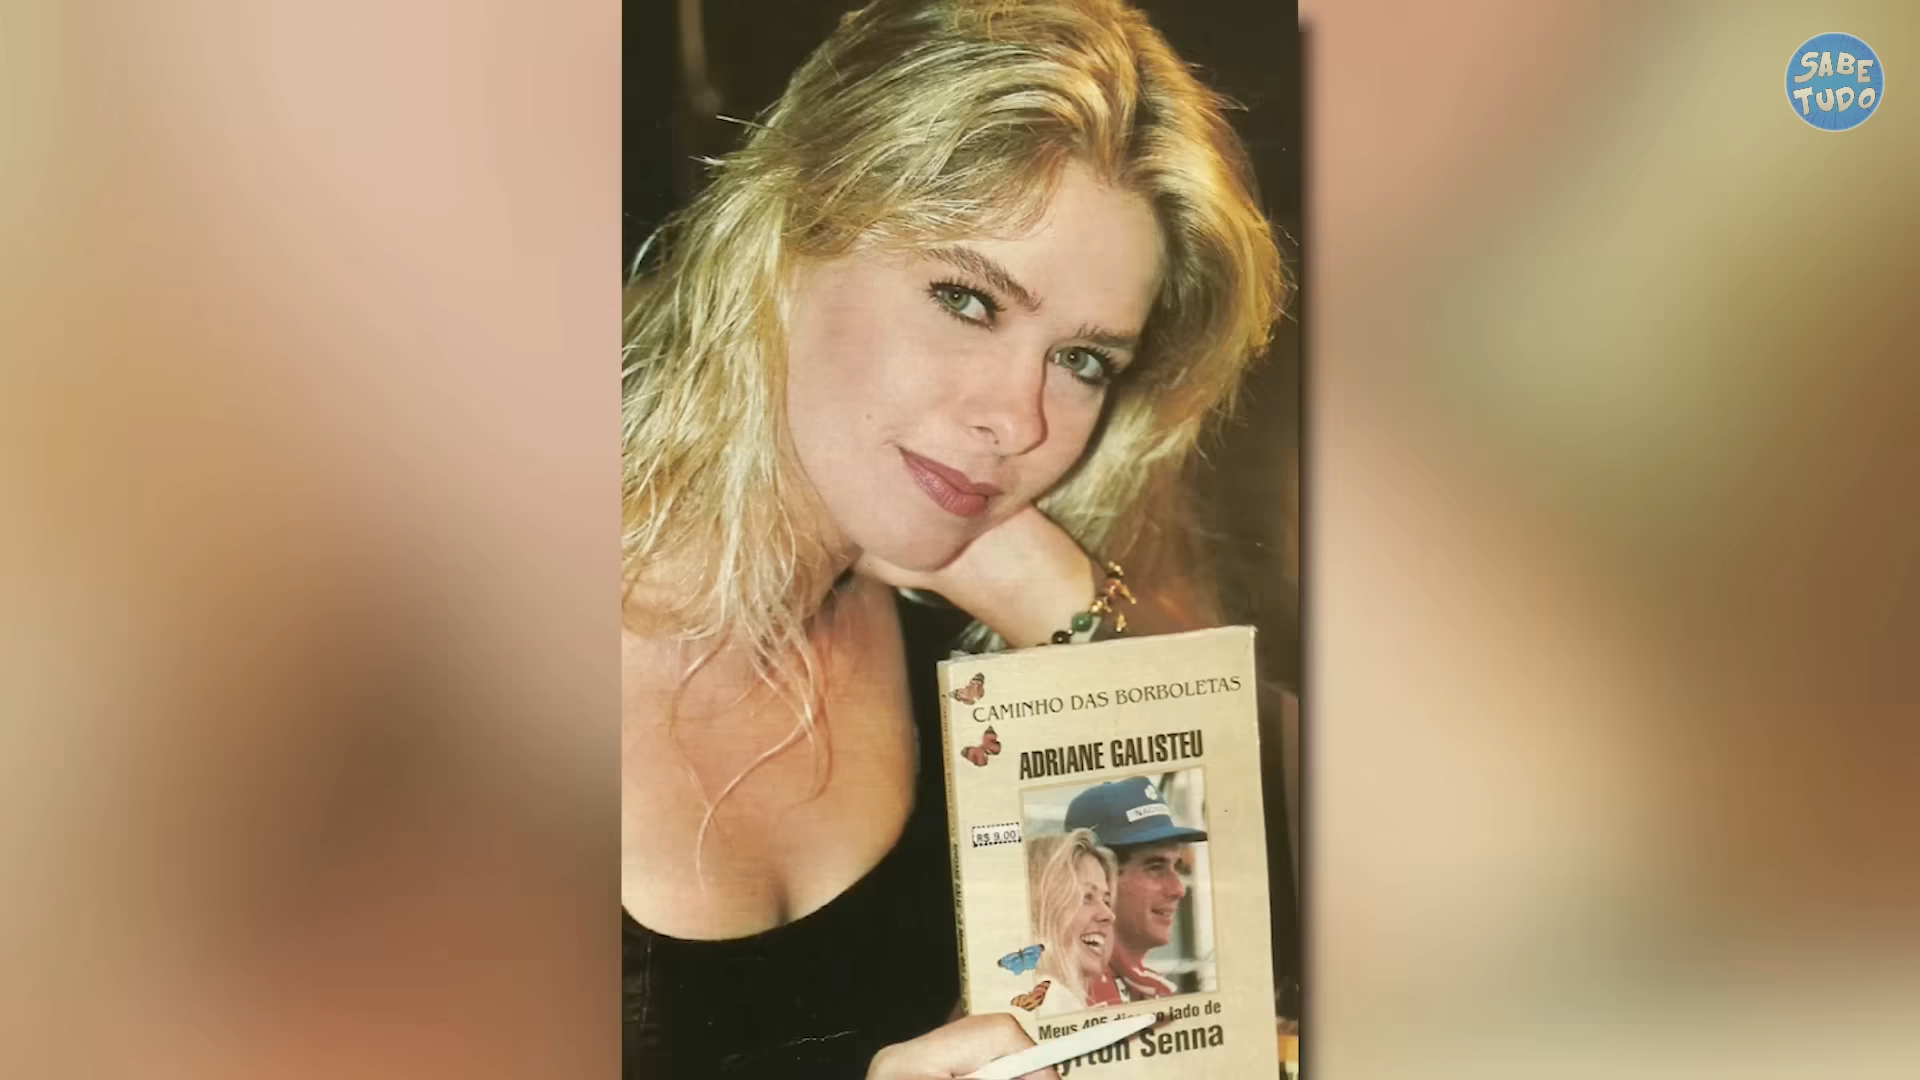 SABE
TUDO
CAMINHO DAS BORBOLETAS
ADRIANE GALISTEU
R$ 9,00
Meus lado de
Senna